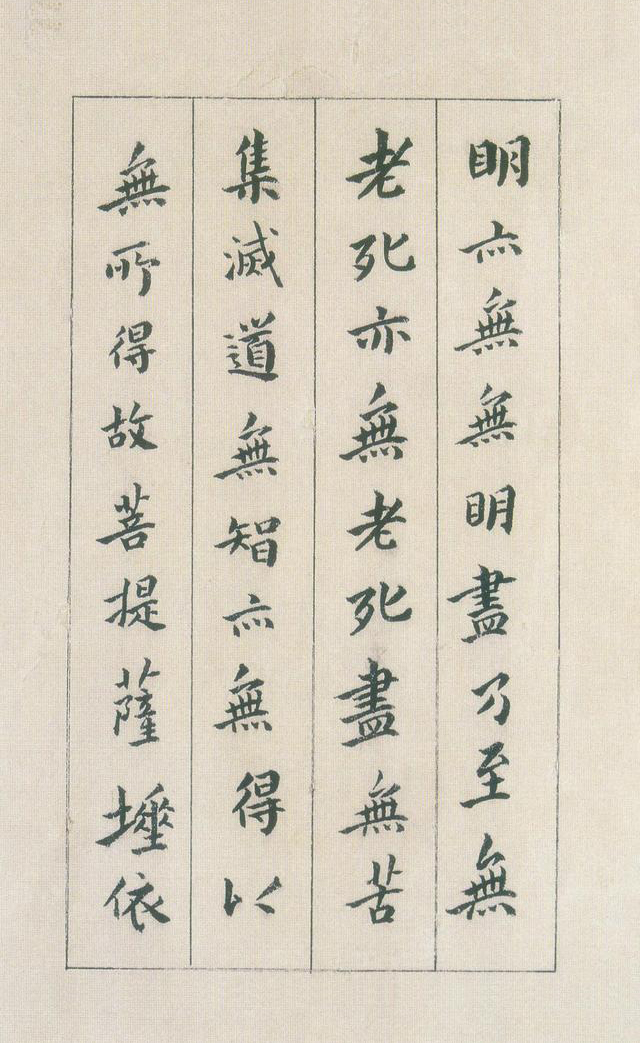 明亦無無明盡乃至無
老死亦無老死盡無苦
集滅道無智亦無得以
無所得故菩提薩埵依